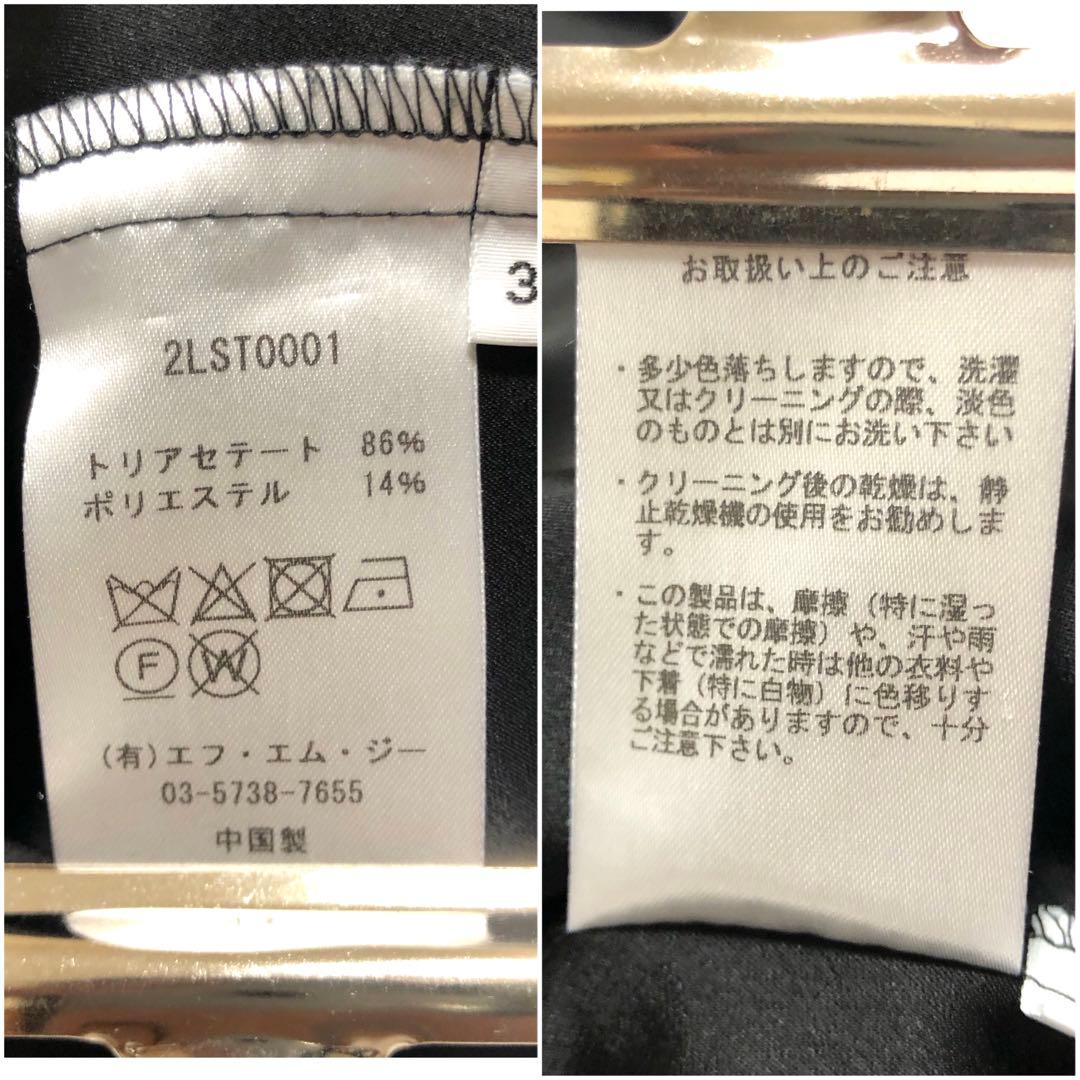 3
2LST0001
トリアセテート 86%
ポリエステル 14%
F W
(有)エフ・エム・ジー
03-5738-7655
中国製
お取扱い上のご注意
・多少色落ちしますので、洗濯
又はクリーニングの際、淡色
のものとは別にお洗い下さい
・クリーニング後の乾燥は、静
止乾燥機の使用をお勧めしま
す。
・この製品は、摩擦(特に湿っ
た状態での摩擦)や、汗や雨
などで濡れた時は他の衣料や
下着(特に白物)に色移りす
る場合がありますので、十分
ご注意下さい。